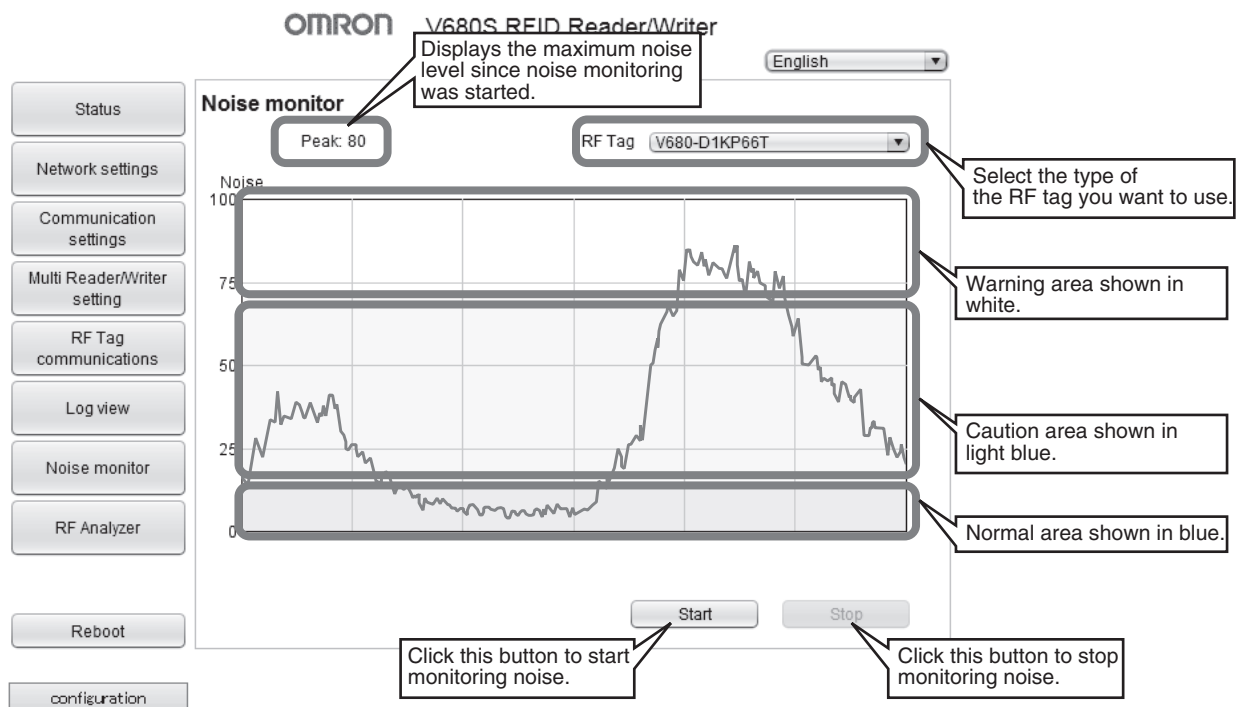 OMRON V680S RFID Reader/Writer
Displays the maximum noise
level since noise monitoring
was started.
English
Status
Network settings
Communication
settings
Multi Reader/Writer
setting
RF Tag
communications
Log view
Noise monitor
RF Analyzer
Reboot
configuration
Noise monitor
Peak: 80
RF Tag V680-D1KP66T
Select the type of
the RF tag you want to use.
Noise
100
75
50
25
0
Warning area shown in
white.
Caution area shown in
light blue.
Normal area shown in blue.
Start
Stop
Click this button to start
monitoring noise.
Click this button to stop
monitoring noise.